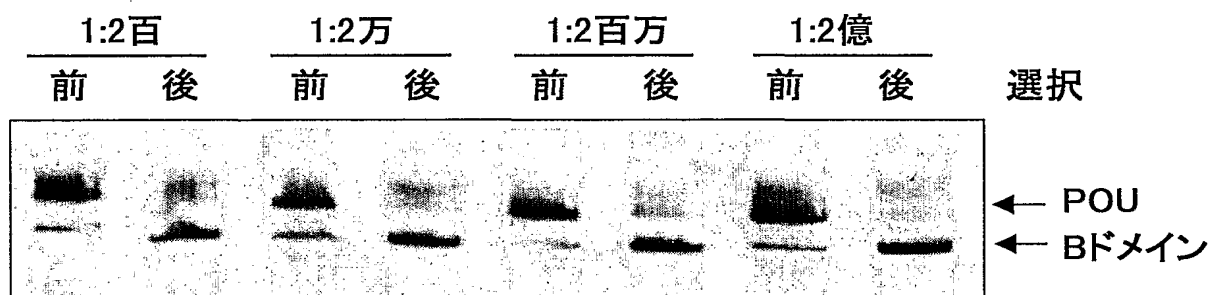 1:2百 1:2万 1:2百万 1:2億
前 後 前 後 前 後 前 後 選択
← POU
← Bドメイン